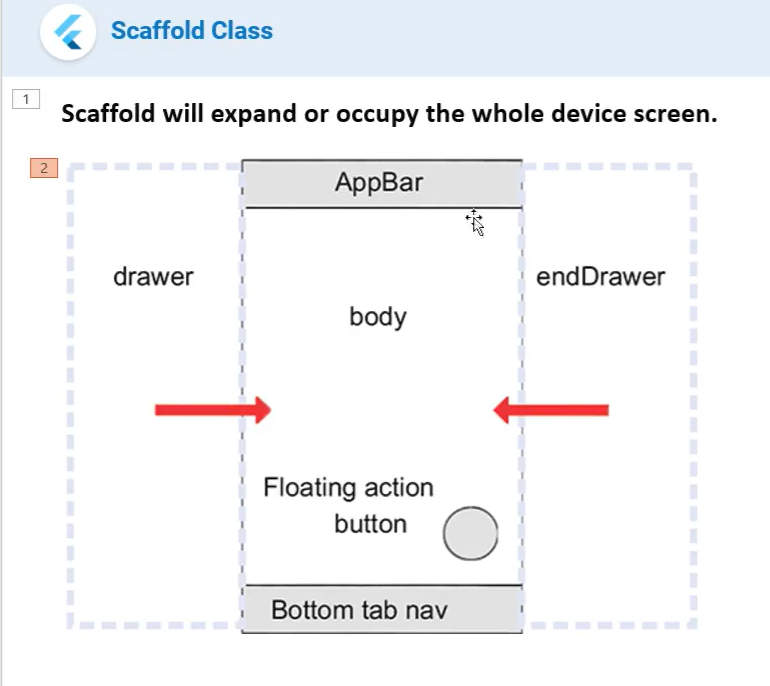 Scaffold Class
1
Scaffold will expand or occupy the whole device screen.
2
AppBar
drawer
endDrawer
body
Floating action
button
Bottom tab nav